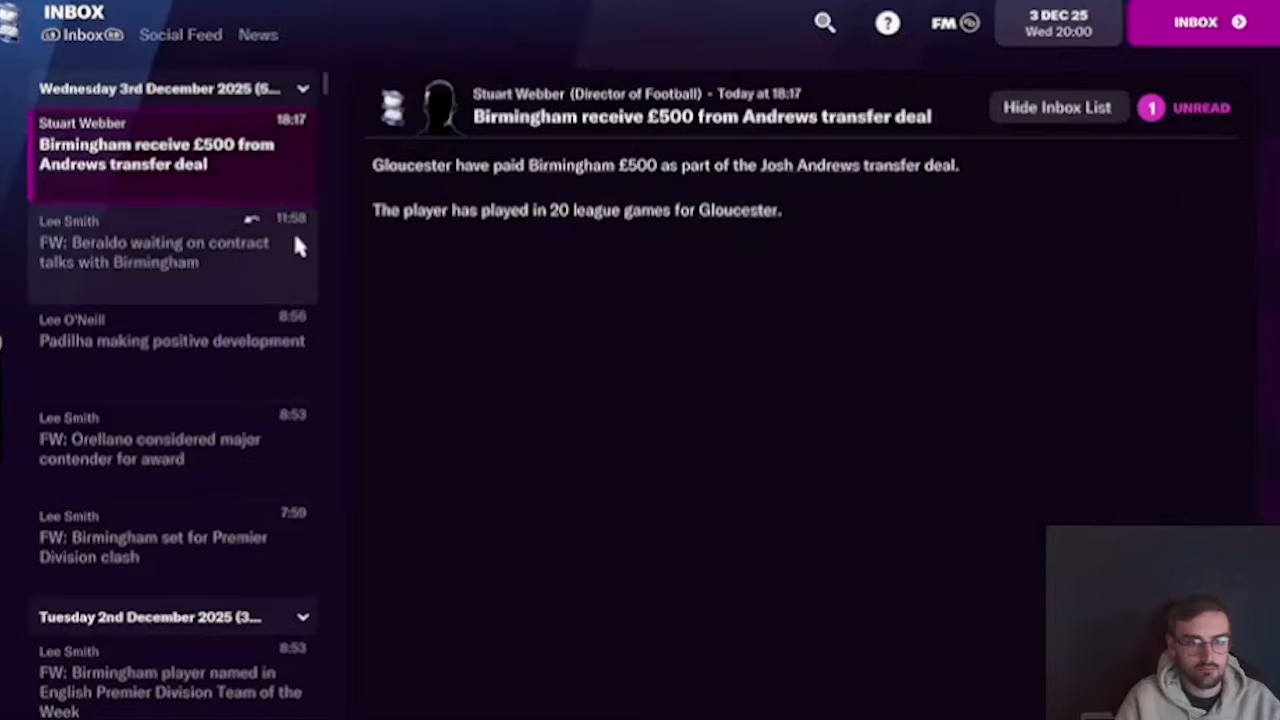 INBOX
Inbox
Social Feed
News
FM
3 DEC 25
Wed 20:00
INBOX
Wednesday 3rd December 2025 (5...
Stuart Webber
18:17
Birmingham receive £500 from
Andrews transfer deal
Lee Smith
11:58
FW: Beraldo waiting on contract
talks with Birmingham
Lee O'Neill
8:56
Padilha making positive development
Lee Smith
8:53
FW: Orellano considered major
contender for award
Lee Smith
7:59
FW: Birmingham set for Premier
Division clash
Tuesday 2nd December 2025 (3...
Lee Smith
8:53
FW: Birmingham player named in
English Premier Division Team of the
Week
Stuart Webber (Director of Football) • Today at 18:17
Birmingham receive £500 from Andrews transfer deal
Hide Inbox List
1 UNREAD
Gloucester have paid Birmingham £500 as part of the Josh Andrews transfer deal.
The player has played in 20 league games for Gloucester.